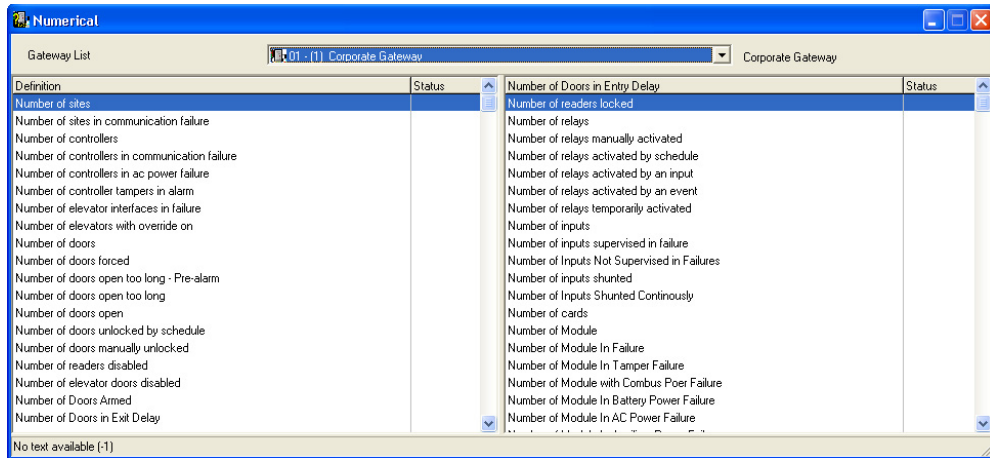 Numerical
Gateway List
01 - (1) Corporate Gateway
Corporate Gateway
Definition
Status
Number of sites
Number of sites in communication failure
Number of controllers
Number of controllers in communication failure
Number of controllers in ac power failure
Number of controller tampers in alarm
Number of elevator interfaces in failure
Number of elevators with override on
Number of doors
Number of doors forced
Number of doors open too long - Pre-alarm
Number of doors open too long
Number of doors open
Number of doors unlocked by schedule
Number of doors manually unlocked
Number of readers disabled
Number of elevator doors disabled
Number of Doors Armed
Number of Doors in Exit Delay
Number of Doors in Entry Delay
Status
Number of readers locked
Number of relays
Number of relays manually activated
Number of relays activated by schedule
Number of relays activated by an input
Number of relays activated by an event
Number of relays temporarily activated
Number of inputs
Number of inputs supervised in failure
Number of Inputs Not Supervised in Failures
Number of inputs shunted
Number of Inputs Shunted Continously
Number of cards
Number of Module
Number of Module In Failure
Number of Module In Tamper Failure
Number of Module with Combus Poer Failure
Number of Module In Battery Power Failure
Number of Module In AC Power Failure
No text available (-1)